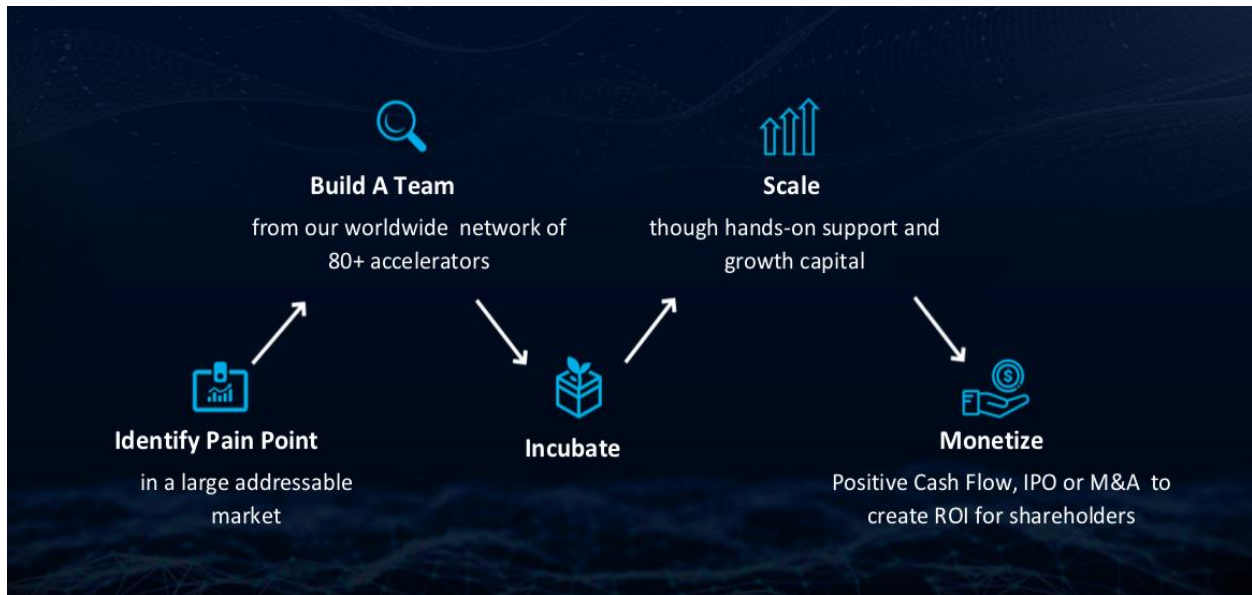 Build A Team
from our worldwide network of
80+ accelerators
Scale
though hands-on support and
growth capital
Identify Pain Point
in a large addressable
market
Incubate
Monetize
Positive Cash Flow, IPO or M&A to
create ROI for shareholders